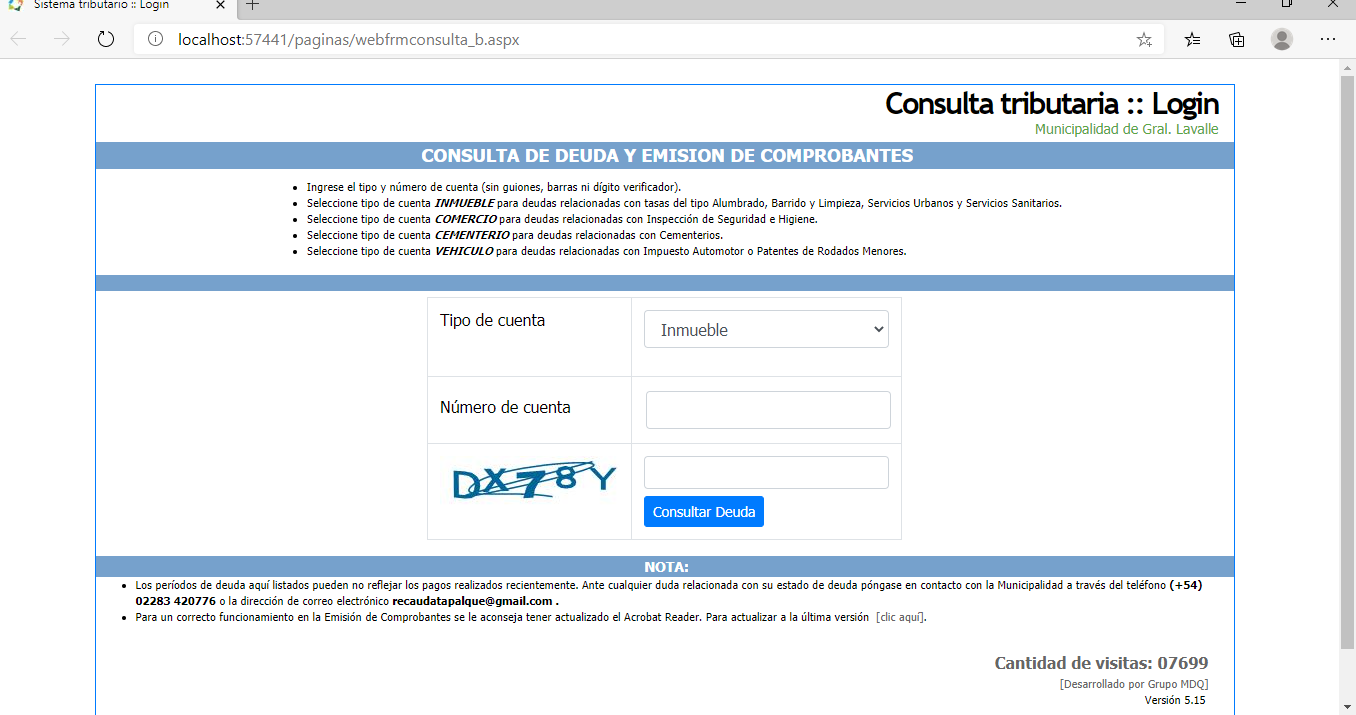 Sistema tributario :: Login
localhost:57441/paginas/webfrmconsulta_b.aspx
Consulta tributaria :: Login
Municipalidad de Gral. Lavalle
CONSULTA DE DEUDA Y EMISION DE COMPROBANTES
• Ingrese el tipo y número de cuenta (sin guiones, barras ni dígito verificador).
• Seleccione tipo de cuenta INMUEBLE para deudas relacionadas con tasas del tipo Alumbrado, Barrido y Limpieza, Servicios Urbanos y Servicios Sanitarios.
• Seleccione tipo de cuenta COMERCIO para deudas relacionadas con Inspección de Seguridad e Higiene.
• Seleccione tipo de cuenta CEMENTERIO para deudas relacionadas con Cementerios.
• Seleccione tipo de cuenta VEHICULO para deudas relacionadas con Impuesto Automotor o Patentes de Rodados Menores.
Tipo de cuenta
Inmueble
Número de cuenta
DX78Y
Consultar Deuda
NOTA:
• Los períodos de deuda aquí listados pueden no reflejar los pagos realizados recientemente. Ante cualquier duda relacionada con su estado de deuda póngase en contacto con la Municipalidad a través del teléfono (+54)
02283 420776 o la dirección de correo electrónico recaudatapalque@gmail.com .
• Para un correcto funcionamiento en la Emisión de Comprobantes se le aconseja tener actualizado el Acrobat Reader. Para actualizar a la última versión [clic aquí].
Cantidad de visitas: 07699
[Desarrollado por Grupo MDQ]
Versión 5.15